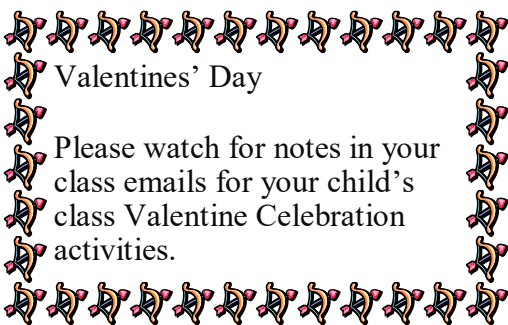 Valentines’ Day
Please watch for notes in your
class emails for your child’s
class Valentine Celebration
activities.